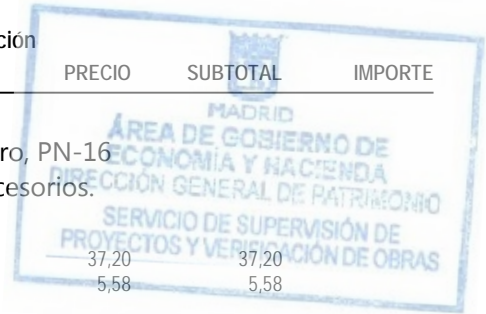 ción
PRECIO SUBTOTAL IMPORTE
MADRID
ÁREA DE GOBIERNO DE
ro, PN-16
ECONOMÍA Y HACIENDA
cesorios.
DIRECCIÓN GENERAL DE PATRIMONIO
SERVICIO DE SUPERVISIÓN DE
PROYECTOS Y VERIFICACIÓN DE OBRAS
37,20 37,20
5,58 5,58